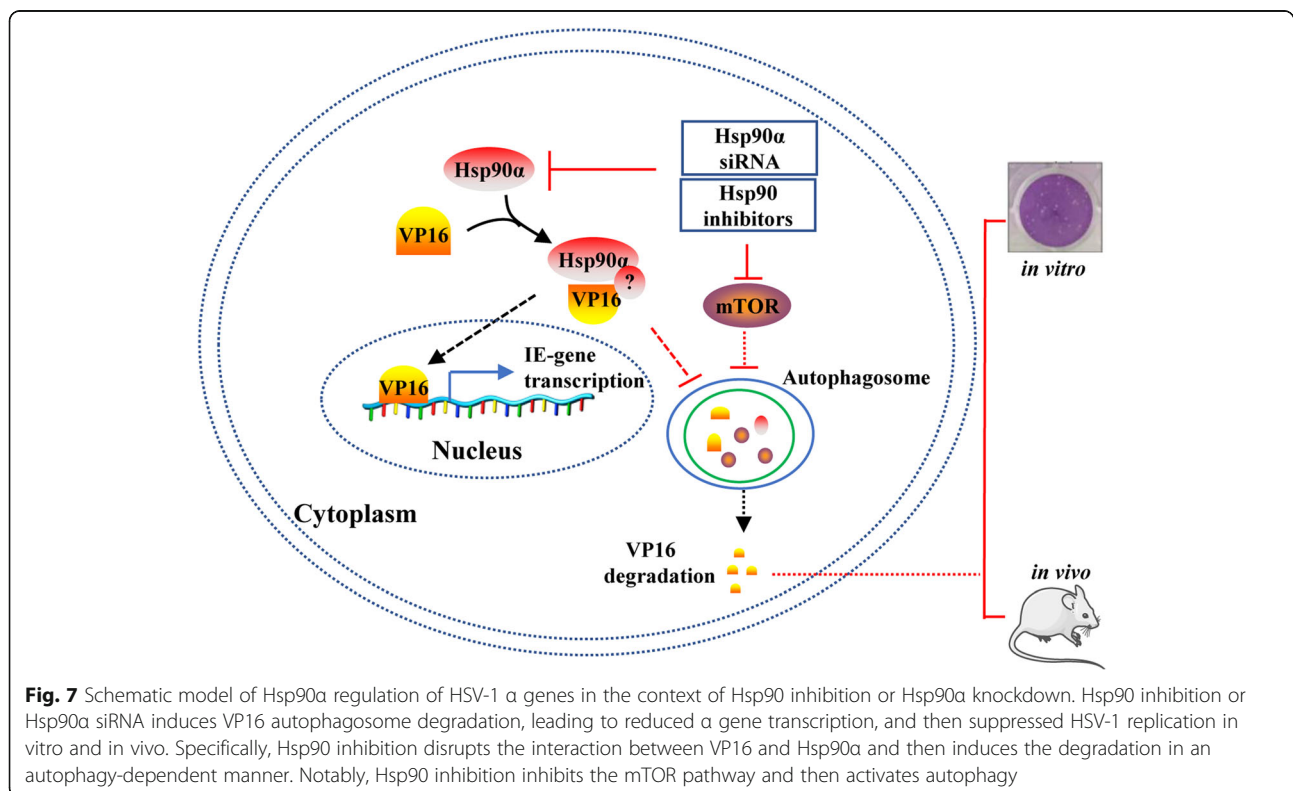 Hsp90α
siRNA
Hsp90
inhibitors
Hsp90α
VP16
Hsp90α
?
VP16
mTOR
in vitro
IE-gene
transcription
VP16
Autophagosome
Nucleus
Cytoplasm
VP16
degradation
in vivo
Fig. 7 Schematic model of Hsp90α regulation of HSV-1 α genes in the context of Hsp90 inhibition or Hsp90α knockdown. Hsp90 inhibition or
Hsp90α siRNA induces VP16 autophagosome degradation, leading to reduced α gene transcription, and then suppressed HSV-1 replication in
vitro and in vivo. Specifically, Hsp90 inhibition disrupts the interaction between VP16 and Hsp90α and then induces the degradation in an
autophagy-dependent manner. Notably, Hsp90 inhibition inhibits the mTOR pathway and then activates autophagy